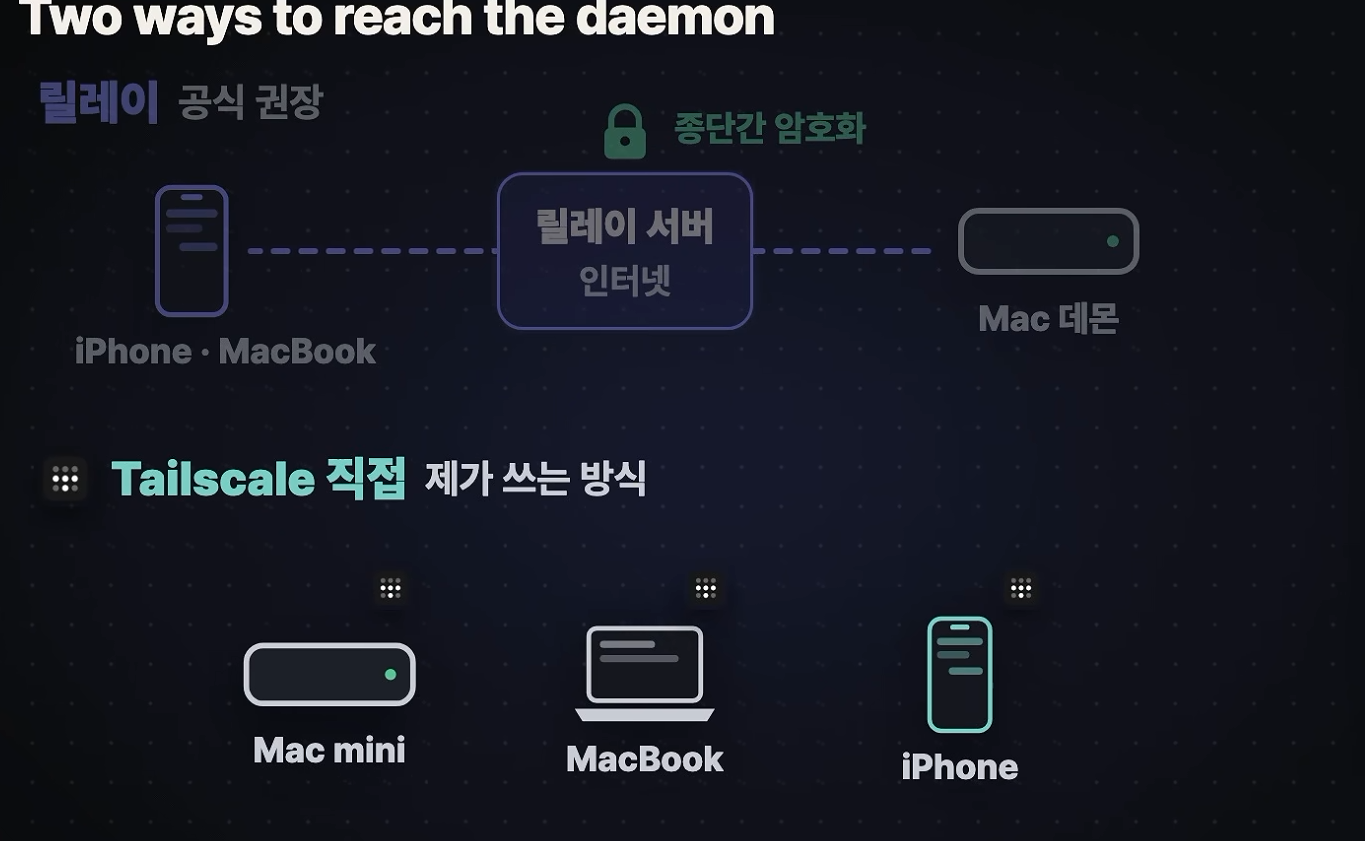 Two ways to reach the daemon
릴레이 공식 권장
종단간 암호화
릴레이 서버
인터넷
iPhone · MacBook
Mac 데몬
Tailscale 직접 제가 쓰는 방식
Mac mini
MacBook
iPhone